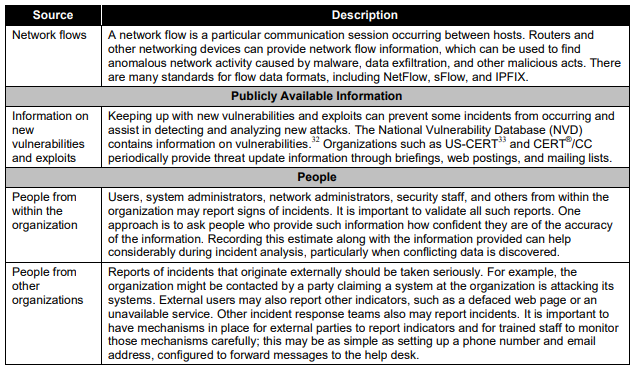 Source Description
Network flows A network flow is a particular communication session occurring between hosts. Routers and
other networking devices can provide network flow information, which can be used to find
anomalous network activity caused by malware, data exfiltration, and other malicious acts. There
are many standards for flow data formats, including NetFlow, sFlow, and IPFIX.
Publicly Available Information
Information on Keeping up with new vulnerabilities and exploits can prevent some incidents from occurring and
new assist in detecting and analyzing new attacks. The National Vulnerability Database (NVD)
vulnerabilities contains information on vulnerabilities.32 Organizations such as US-CERT33 and CERT®/CC
and exploits periodically provide threat update information through briefings, web postings, and mailing lists.
People
People from Users, system administrators, network administrators, security staff, and others from within the
within the organization may report signs of incidents. It is important to validate all such reports. One
organization approach is to ask people who provide such information how confident they are of the accuracy
of the information. Recording this estimate along with the information provided can help
considerably during incident analysis, particularly when conflicting data is discovered.
People from Reports of incidents that originate externally should be taken seriously. For example, the
other organization might be contacted by a party claiming a system at the organization is attacking its
organizations systems. External users may also report other indicators, such as a defaced web page or an
unavailable service. Other incident response teams also may report incidents. It is important to
have mechanisms in place for external parties to report indicators and for trained staff to monitor
those mechanisms carefully; this may be as simple as setting up a phone number and email
address, configured to forward messages to the help desk.